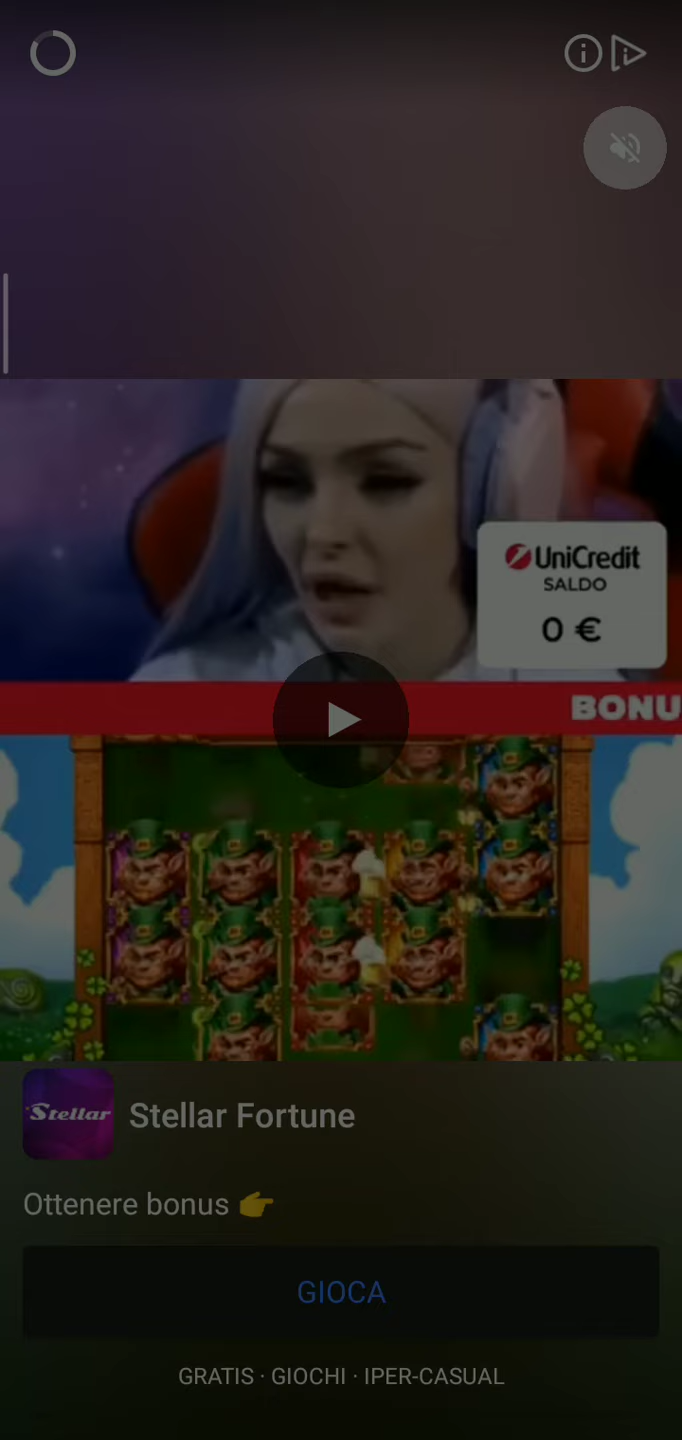 UniCredit
SALDO
0 €
BONU
Stellar
Stellar Fortune
Ottenere bonus 👉
GIOCA
GRATIS · GIOCHI · IPER-CASUAL